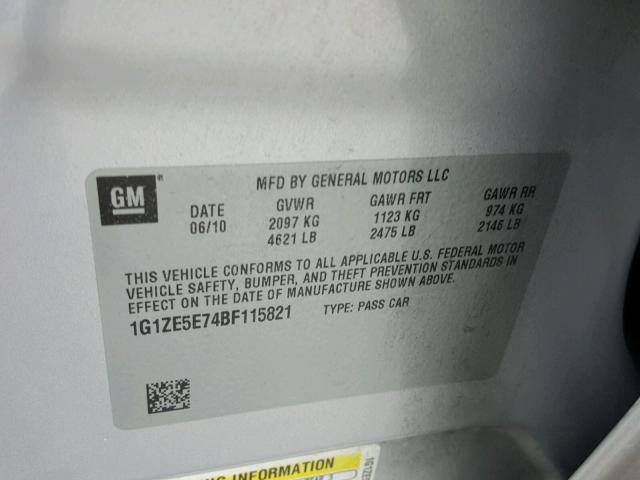 GM
MFD BY GENERAL MOTORS LLC
DATE GVWR GAWR FRT GAWR RR
06/10 2097 KG 1123 KG 974 KG
4621 LB 2475 LB 2146 LB
THIS VEHICLE CONFORMS TO ALL APPLICABLE U.S. FEDERAL MOTOR
VEHICLE SAFETY, BUMPER, AND THEFT PREVENTION STANDARDS IN
EFFECT ON THE DATE OF MANUFACTURE SHOWN ABOVE.
1G1ZE5E74BF115821 TYPE: PASS CAR
INFORMATION